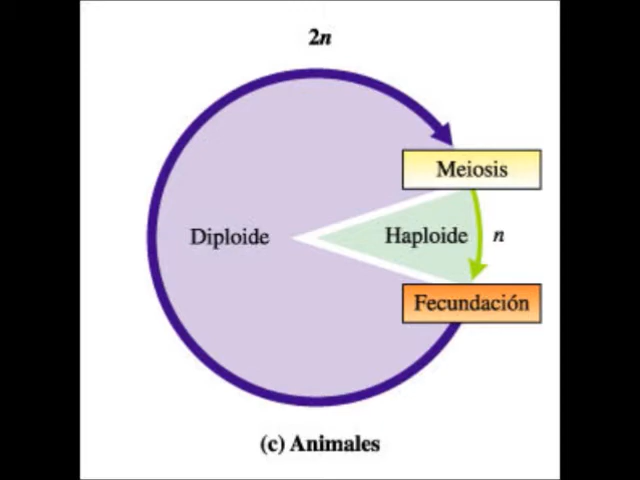 2n
Meiosis
Diploide
Haploide
n
Fecundación
(c) Animales